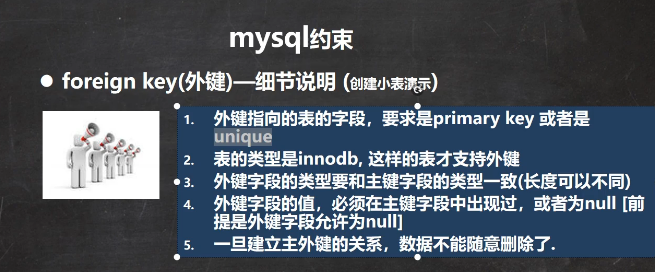 mysql约束
● foreign key(外键)—细节说明 (创建小表演示)
1. 外键指向的表的字段，要求是primary key 或者是
unique
2. 表的类型是innodb, 这样的表才支持外键
3. 外键字段的类型要和主键字段的类型一致(长度可以不同)
4. 外键字段的值，必须在主键字段中出现过，或者为null [前
提是外键字段允许为null]
5. 一旦建立主外键的关系，数据不能随意删除了.